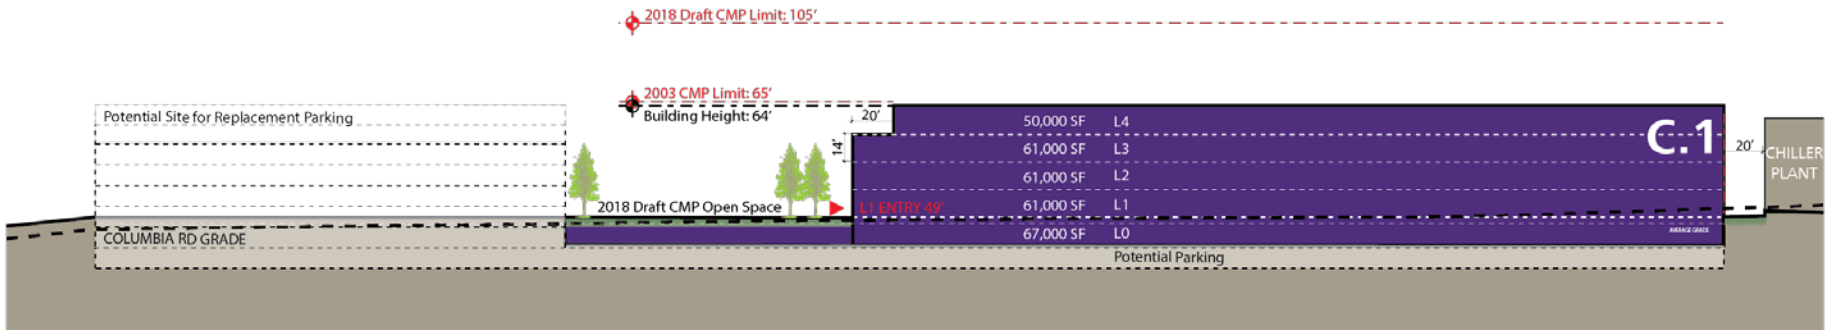 2018 Draft CMP Limit: 105'
2003 CMP Limit: 65'
Building Height: 64'
Potential Site for Replacement Parking
20'
14'
50,000 SF L4
61,000 SF L3
61,000 SF L2
61,000 SF L1
67,000 SF L0
C.1
20'
CHILLER
PLANT
2018 Draft CMP Open Space
L1 ENTRY 49'
COLUMBIA RD GRADE
AVERAGE GRADE
Potential Parking